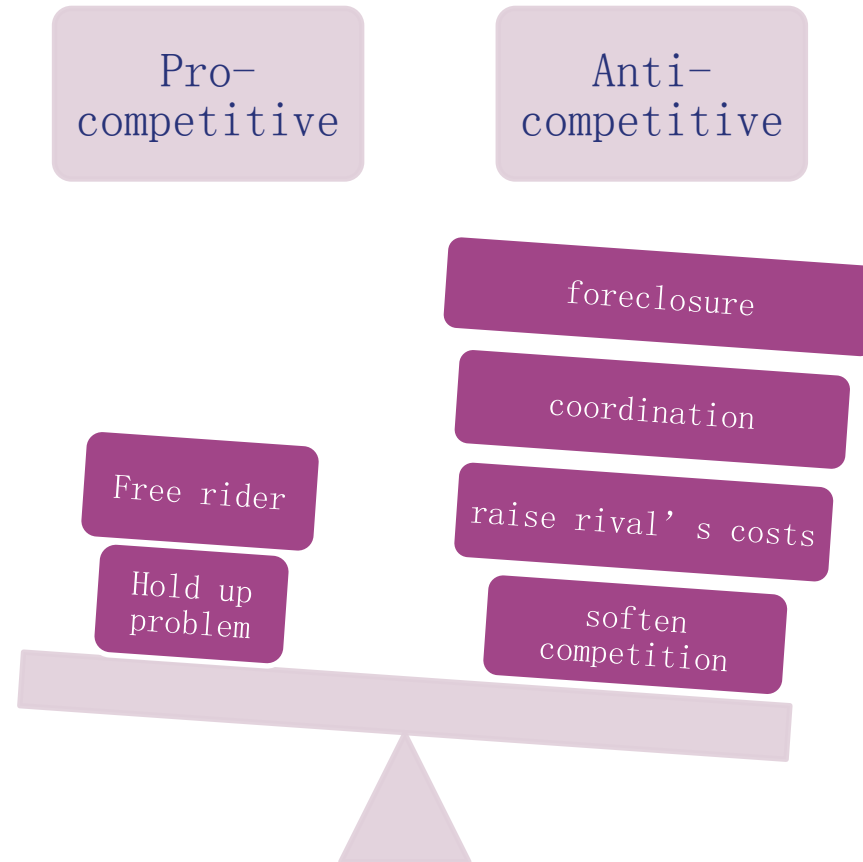 Pro-
competitive
Anti-
competitive
foreclosure
coordination
raise rival’s costs
soften
competition
Free rider
Hold up
problem